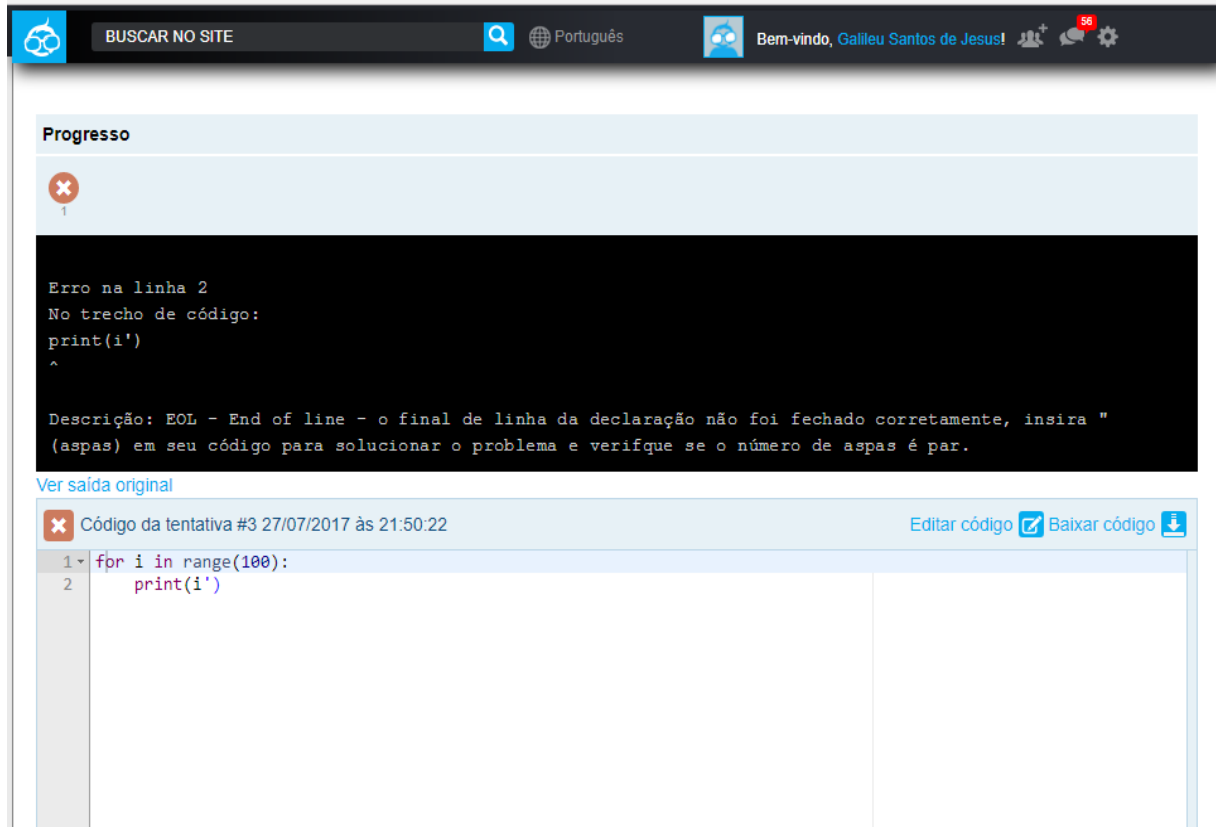 BUSCAR NO SITE
Português
Bem-vindo, Galileu Santos de Jesus!
56
Progresso
1
Erro na linha 2
No trecho de código:
print(i')
^
Descrição: EOL - End of line - o final de linha da declaração não foi fechado corretamente, insira "
(aspas) em seu código para solucionar o problema e verifque se o número de aspas é par.
Ver saída original
Código da tentativa #3 27/07/2017 às 21:50:22
Editar código
Baixar código
1 for i in range(100):
2     print(i')